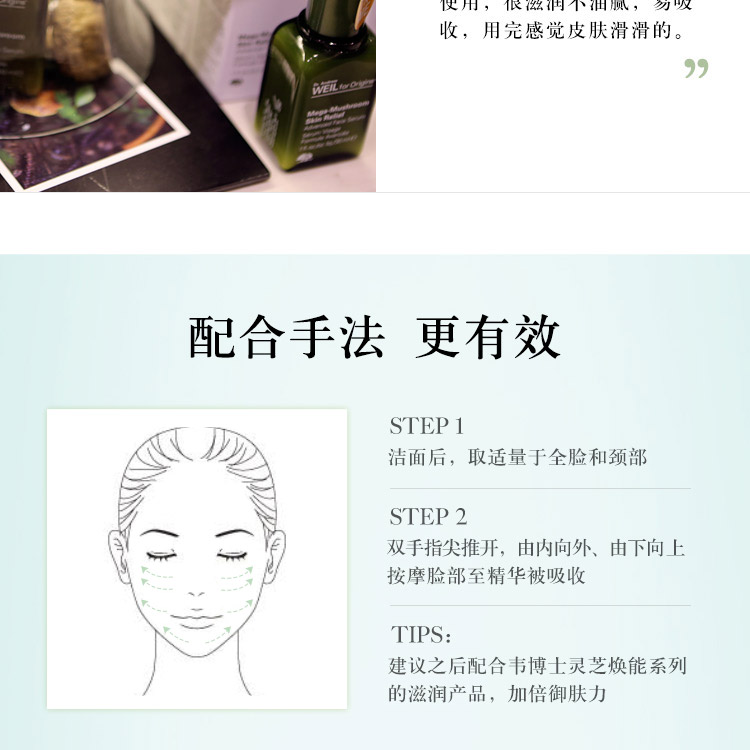 使用，很滋润不油腻，易吸
收，用完感觉皮肤滑滑的。
”
WEIL for Origins
Mega-Mushroom
Skin Relief
Advanced Face Serum
配合手法 更有效
STEP 1
洁面后，取适量于全脸和颈部
STEP 2
双手指尖推开，由内向外、由下向上
按摩脸部至精华被吸收
TIPS:
建议之后配合韦博士灵芝焕能系列
的滋润产品，加倍御肤力